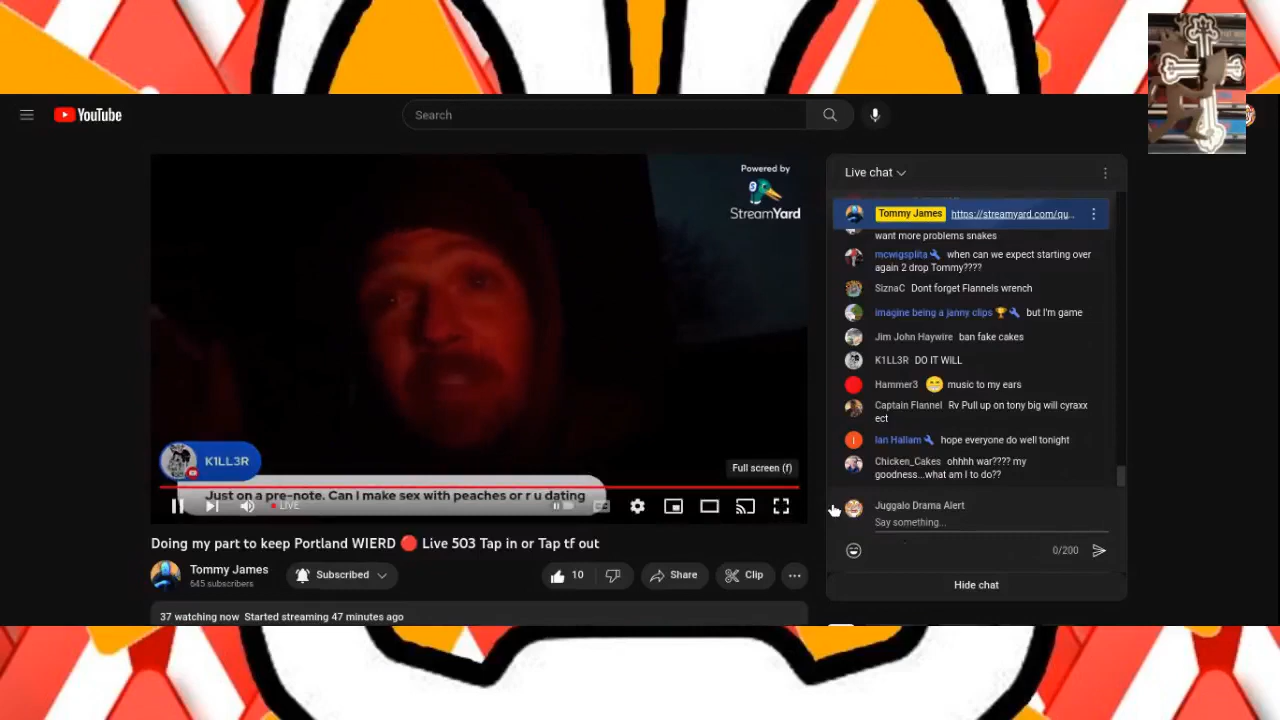 YouTube
Search
Powered by
StreamYard
K1LL3R
Full screen (f)
Just on a pre-note. Can I make sex with peaches or r u dating
LIVE
Doing my part to keep Portland WIERD 🔴 Live 503 Tap in or Tap tf out
Tommy James
645 subscribers
Subscribed
10
Share
Clip
37 watching now Started streaming 47 minutes ago
Live chat
Tommy James https://streamyard.com/qu...
want more problems snakes
mcwigsplita when can we expect starting over
again 2 drop Tommy????
SiznaC Dont forget Flannels wrench
imagine being a janny clips 🏆 but I'm game
Jim John Haywire ban fake cakes
K1LL3R DO IT WILL
Hammer3 😁 music to my ears
Captain Flannel Rv Pull up on tony big will cyraxx
ect
Ian Hallam hope everyone do well tonight
Chicken_Cakes ohhhh war???? my
goodness...what am I to do??
Juggalo Drama Alert
Say something...
0/200
Hide chat